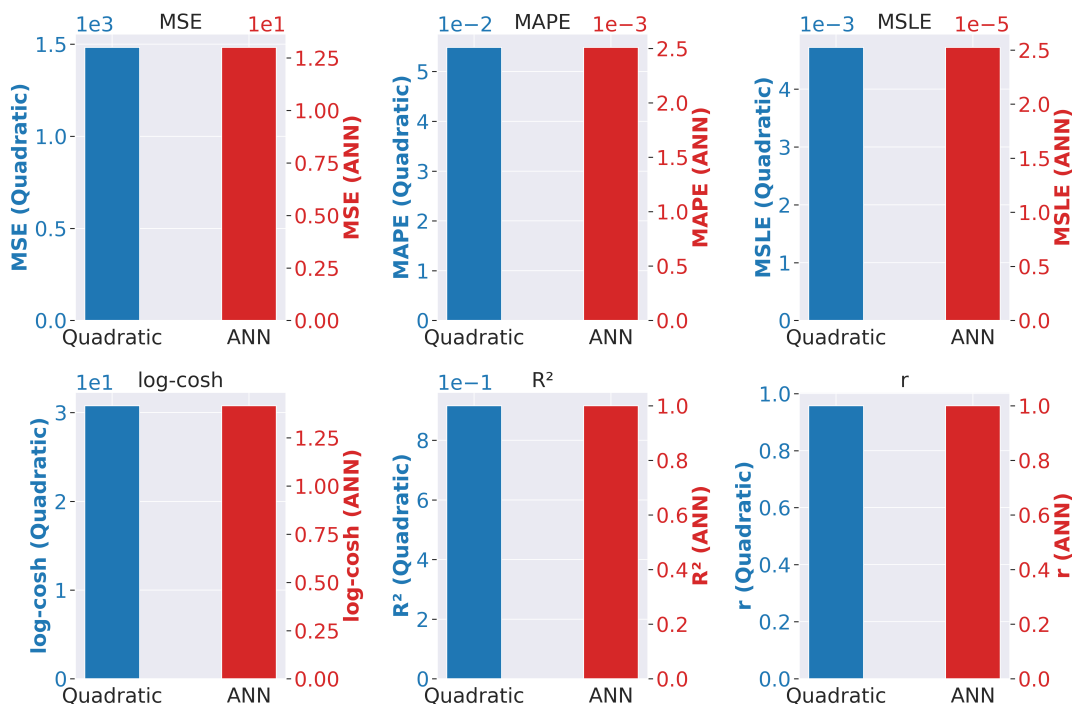 MSE
1e3
1e1
1.5
1.0
0.5
0.0
MSE (Quadratic)
1.25
1.00
0.75
0.50
0.25
0.00
MSE (ANN)
Quadratic
ANN
MAPE
1e−2
1e−3
5
4
3
2
1
0
MAPE (Quadratic)
2.5
2.0
1.5
1.0
0.5
0.0
MAPE (ANN)
Quadratic
ANN
MSLE
1e−3
1e−5
4
3
2
1
0
MSLE (Quadratic)
2.5
2.0
1.5
1.0
0.5
0.0
MSLE (ANN)
Quadratic
ANN
log-cosh
1e1
3
2
1
0
log-cosh (Quadratic)
1.25
1.00
0.75
0.50
0.25
0.00
log-cosh (ANN)
Quadratic
ANN
R²
1e−1
8
6
4
2
0
R² (Quadratic)
1.0
0.8
0.6
0.4
0.2
0.0
R² (ANN)
Quadratic
ANN
r
1.0
0.8
0.6
0.4
0.2
0.0
r (Quadratic)
1.0
0.8
0.6
0.4
0.2
0.0
r (ANN)
Quadratic
ANN